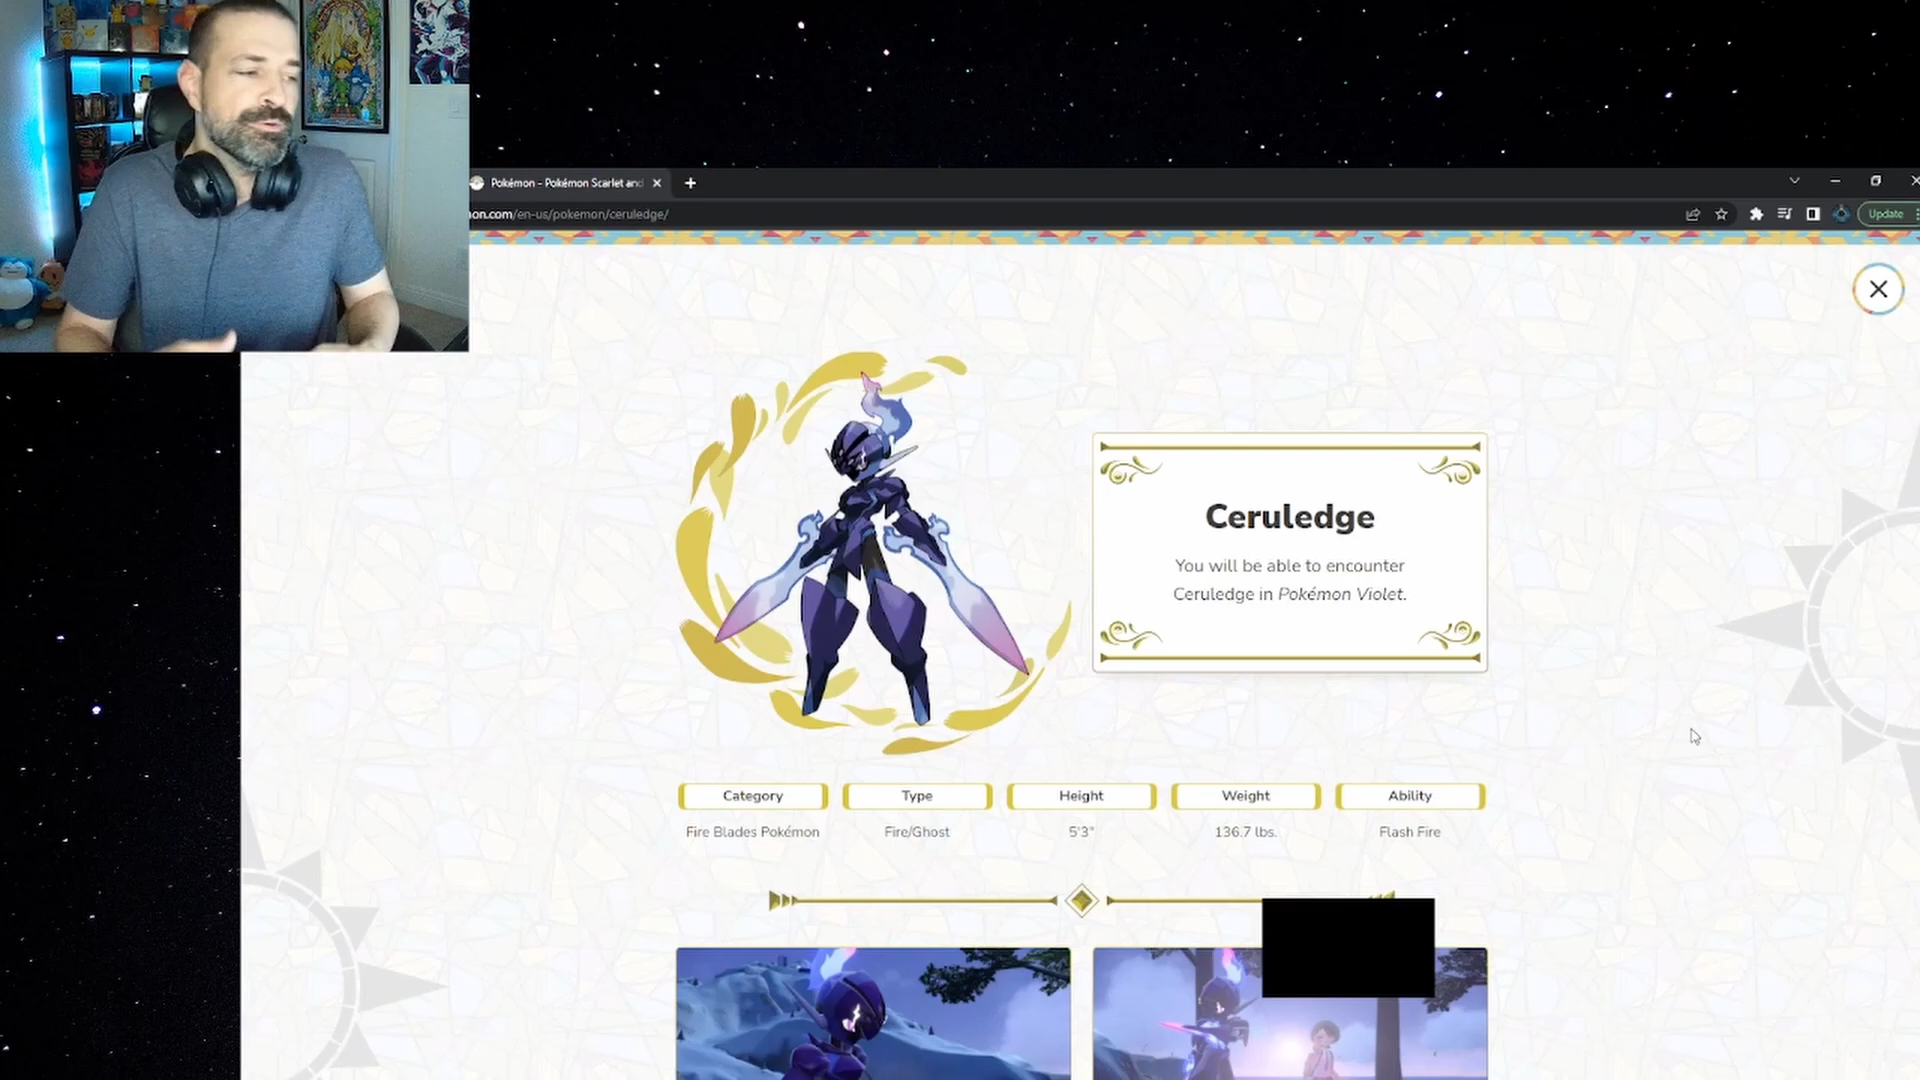 Pokémon - Pokémon Scarlet and
on.com/en-us/pokemon/ceruledge/
Update
Ceruledge
You will be able to encounter
Ceruledge in Pokémon Violet.
Category
Type
Height
Weight
Ability
Fire Blades Pokémon
Fire/Ghost
5'3"
136.7 lbs.
Flash Fire